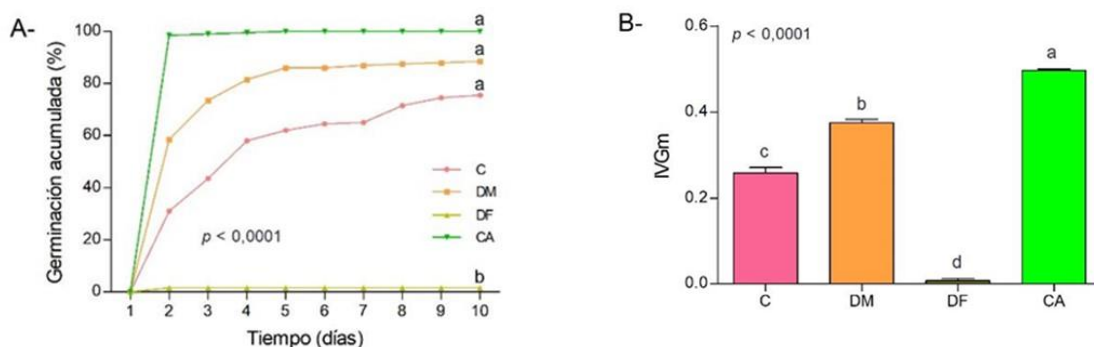 A-
Germinación acumulada (%)
100
80
60
40
20
0
a
a
a
b
C
DM
DF
CA
p < 0,0001
1 2 3 4 5 6 7 8 9 10
Tiempo (días)
B-
p < 0,0001
IVGm
0.6
0.4
0.2
0.0
c
b
d
a
C DM DF CA